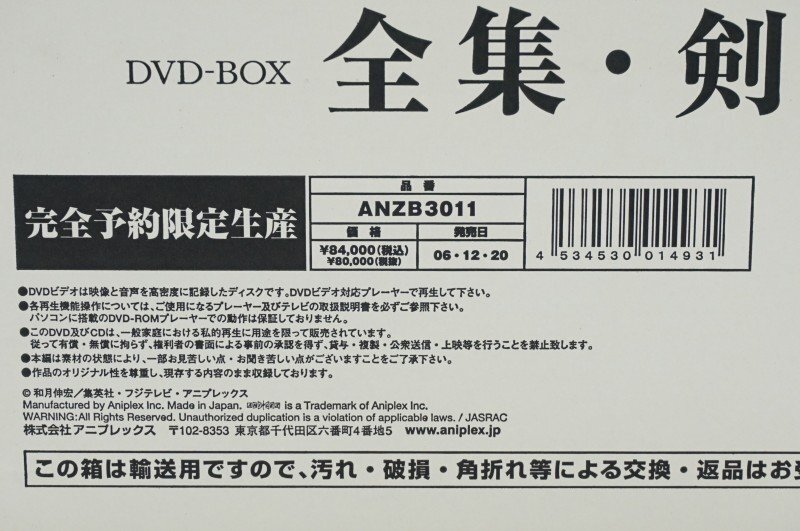 DVD-BOX 全集・剣
完全予約限定生産
品番
ANZB3011
価格 発売日
¥84,000(税込)
¥80,000(税抜)
06・12・20
4 534530 014931
●DVDビデオは映像と音声を高密度に記録したディスクです。DVDビデオ対応プレーヤーで再生して下さい。
●各再生機能操作については、ご使用になるプレーヤー及びテレビの取扱説明書を必ずご参照下さい。
パソコンに搭載のDVD-ROMプレーヤーでの動作は保証しておりません。
●このDVD及びCDは、一般家庭における私的再生に用途を限って販売されています。
従って有償・無償に拘らず、権利者の書面による事前の承認を得ず、貸与・複製・公衆送信・上映等を行うことを禁止致します。
●本編は素材の状態により、一部お見苦しい点・お聞き苦しい点がございますことをご了承下さい。
●作品のオリジナル性を尊重し、現存する内容のまま収録しております。
© 和月伸宏／集英社・フジテレビ・アニプレックス
Manufactured by Aniplex Inc. Made in Japan. is a Trademark of Aniplex Inc.
WARNING:All Rights Reserved. Unauthorized duplication is a violation of applicable laws. / JASRAC
株式会社アニプレックス 〒102-8353 東京都千代田区六番町4番地5 www.aniplex.jp
この箱は輸送用ですので、汚れ・破損・角折れ等による交換・返品はお